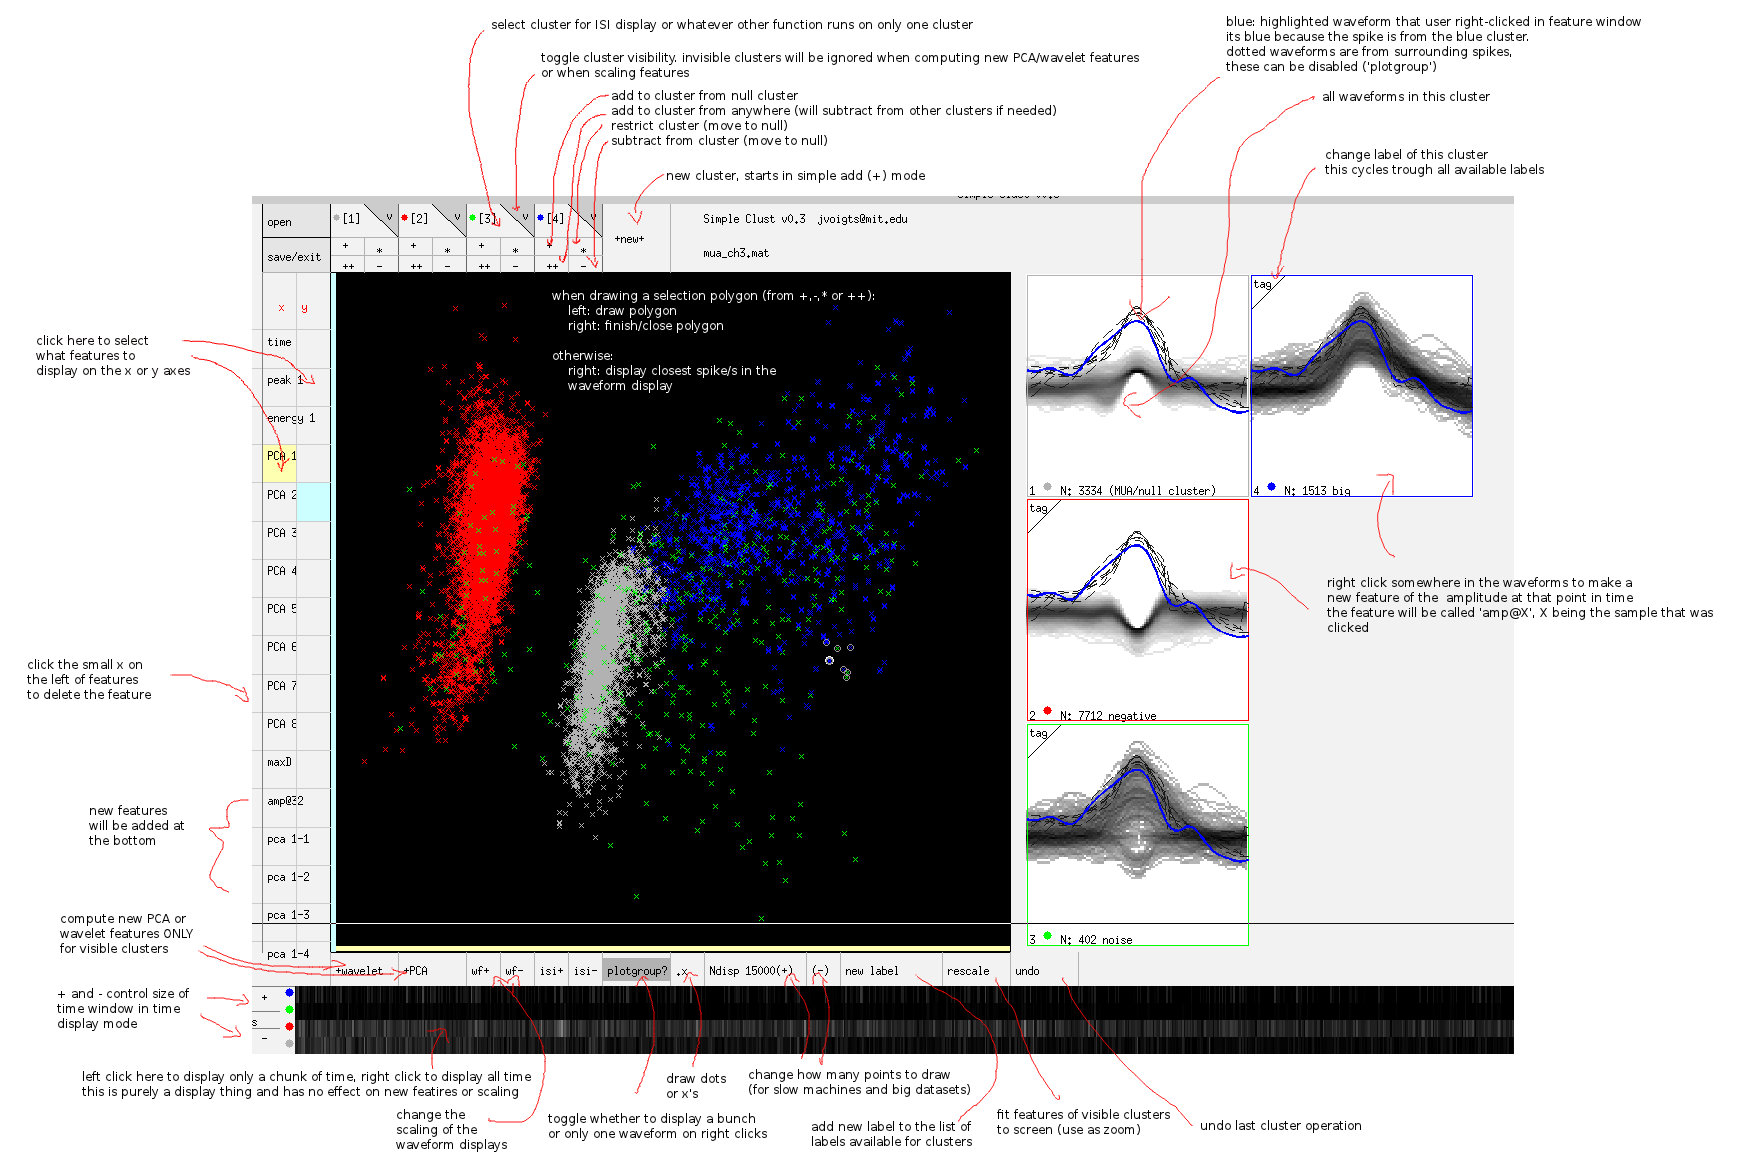 select cluster for ISI display or whatever other function runs on only one cluster
toggle cluster visibility. invisible clusters will be ignored when computing new PCA/wavelet features
or when scaling features
add to cluster from null cluster
add to cluster from anywhere (will subtract from other clusters if needed)
restrict cluster (move to null)
subtract from cluster (move to null)
new cluster, starts in simple add (+) mode
blue: highlighted waveform that user right-clicked in feature window
its blue because the spike is from the blue cluster.
dotted waveforms are from surrounding spikes,
these can be disabled ('plotgroup')
all waveforms in this cluster
change label of this cluster
this cycles trough all available labels
open
save/exit
[1] V
[2] V
[3] V
[4] V
+ * + * + * + *
++ - ++ - ++ - ++ -
+new+
Simple Clust v0.3 jvoigts@mit.edu
mua_ch3.mat
when drawing a selection polygon (from +,-,* or ++):
left: draw polygon
right: finish/close polygon
otherwise:
right: display closest spike/s in the
waveform display
click here to select
what features to
display on the x or y axes
click the small x on
the left of features
to delete the feature
new features
will be added at
the bottom
compute new PCA or
wavelet features ONLY
for visible clusters
+ and - control size of
time window in time
display mode
x y
time
peak 1
energy 1
PCA 1
PCA 2
PCA 3
PCA 4
PCA 5
PCA 6
PCA 7
PCA 8
maxD
amp@32
pca 1-1
pca 1-2
pca 1-3
pca 1-4
tag
tag
1 N: 3334 (MUA/null cluster)
4 N: 1513 big
tag
2 N: 7712 negative
tag
3 N: 402 noise
right click somewhere in the waveforms to make a
new feature of the amplitude at that point in time
the feature will be called 'amp@X', X being the sample that was
clicked
+wavelet
+PCA
wf+
wf-
isi+
isi-
plotgroup?
.x
Ndisp 15000(+)
(-)
new label
rescale
undo
+
s
-
left click here to display only a chunk of time, right click to display all time
this is purely a display thing and has no effect on new featires or scaling
change the
scaling of the
waveform displays
toggle whether to display a bunch
or only one waveform on right clicks
draw dots
or x's
change how many points to draw
(for slow machines and big datasets)
add new label to the list of
labels available for clusters
fit features of visible clusters
to screen (use as zoom)
undo last cluster operation